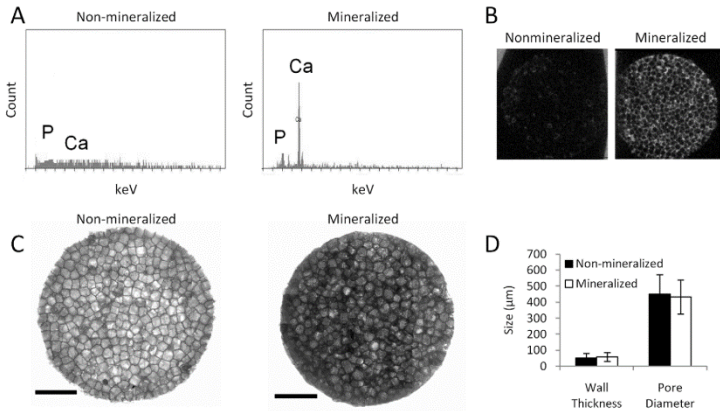 A
Non-mineralized
Mineralized
Count
P
Ca
keV
Count
Ca
P
keV
B
Nonmineralized
Mineralized
C
Non-mineralized
Mineralized
D
Size (µm)
700
600
500
400
300
200
100
0
Non-mineralized
Mineralized
Wall
Thickness
Pore
Diameter